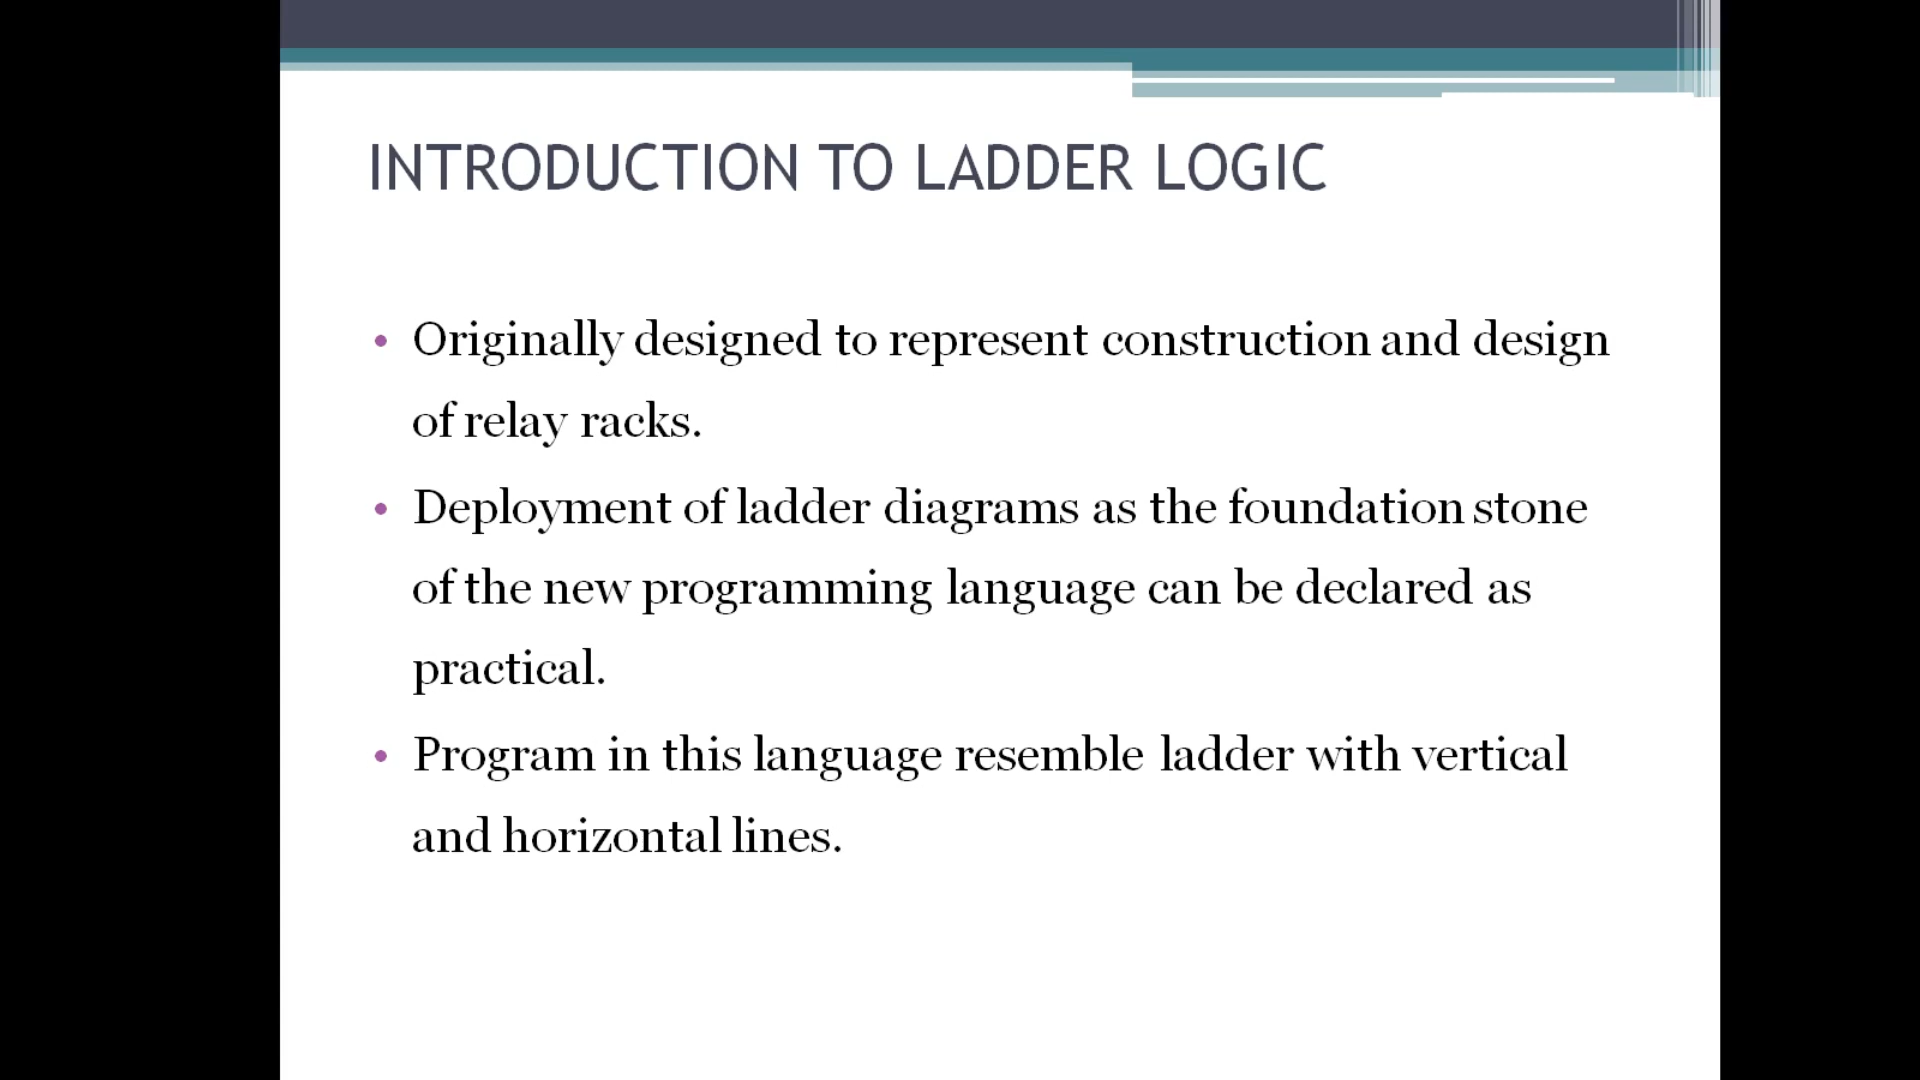 INTRODUCTION TO LADDER LOGIC
• Originally designed to represent construction and design
of relay racks.
• Deployment of ladder diagrams as the foundation stone
of the new programming language can be declared as
practical.
• Program in this language resemble ladder with vertical
and horizontal lines.